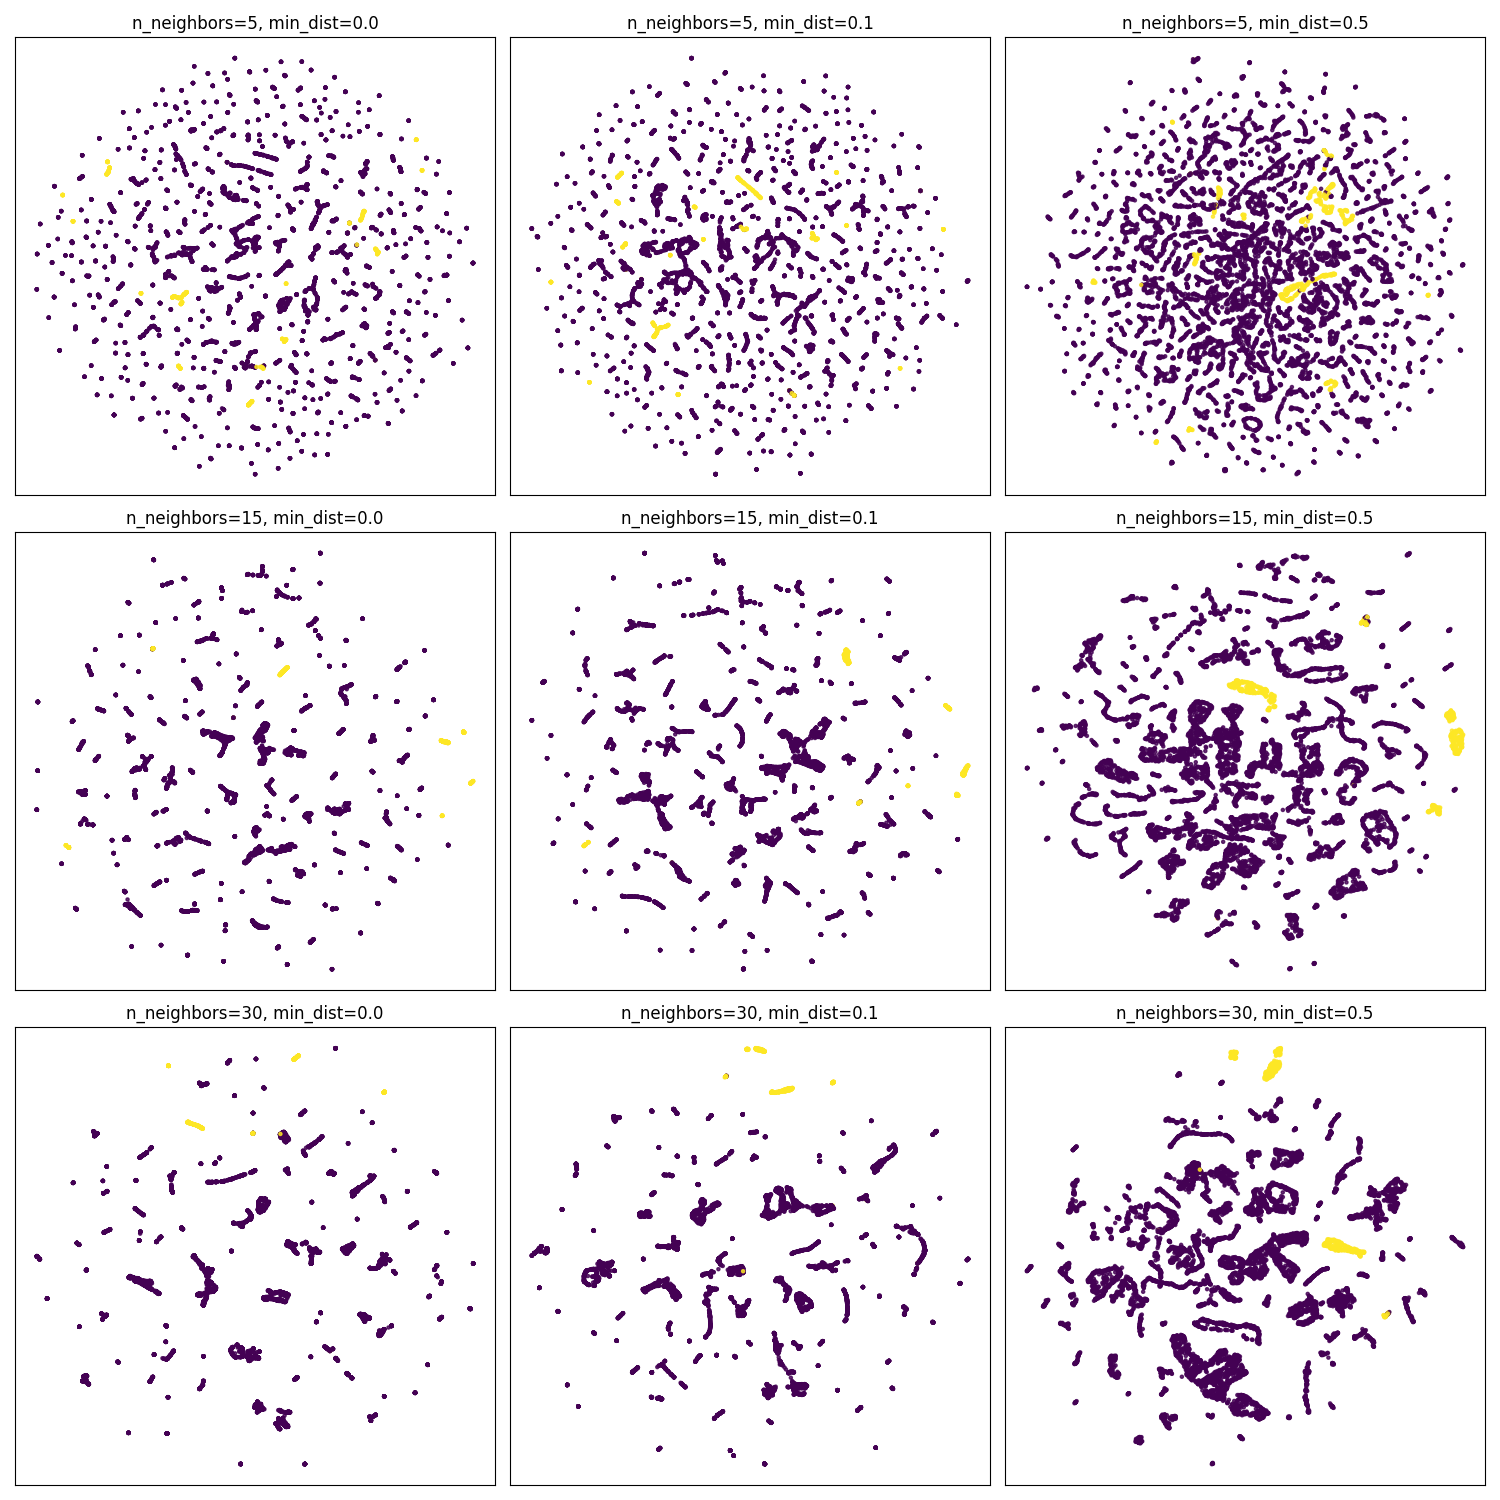 n_neighbors=5, min_dist=0.0
n_neighbors=5, min_dist=0.1
n_neighbors=5, min_dist=0.5
n_neighbors=15, min_dist=0.0
n_neighbors=15, min_dist=0.1
n_neighbors=15, min_dist=0.5
n_neighbors=30, min_dist=0.0
n_neighbors=30, min_dist=0.1
n_neighbors=30, min_dist=0.5